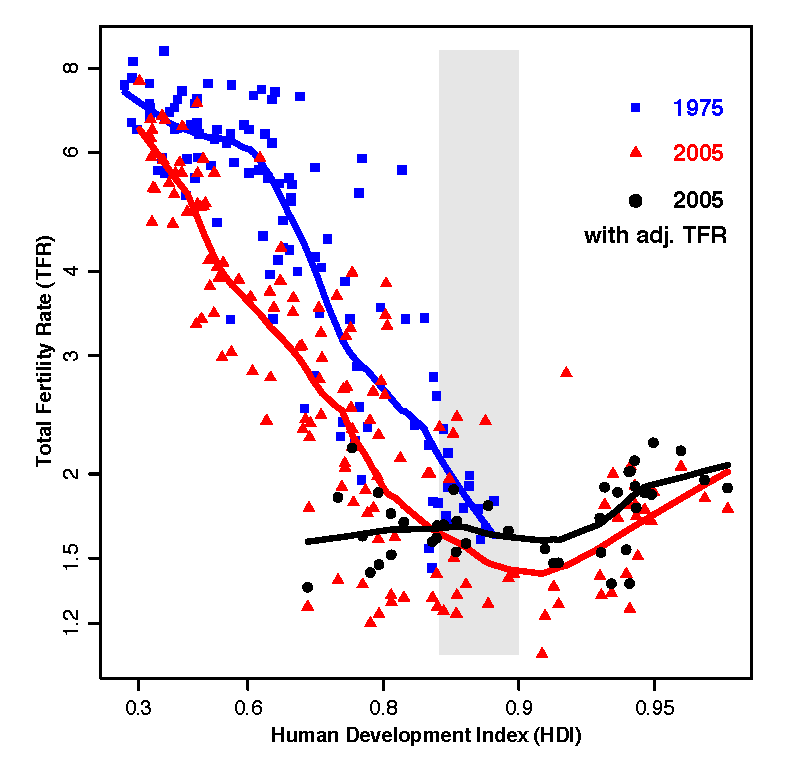 1975
2005
2005
with adj. TFR
Total Fertility Rate (TFR)
8
6
4
3
2
1.5
1.2
0.3 0.6 0.8 0.9 0.95
Human Development Index (HDI)